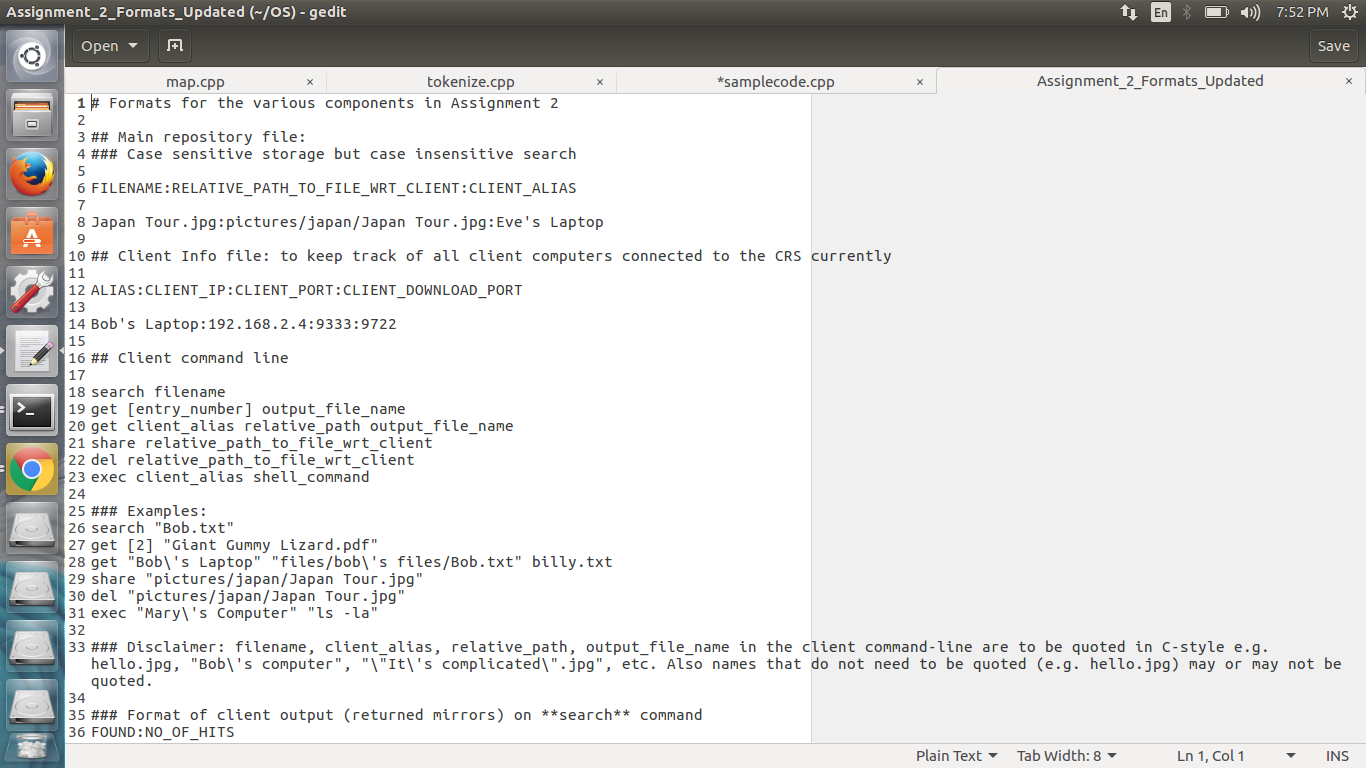 Assignment_2_Formats_Updated (~/OS) - gedit
En
7:52 PM
Open
Save
map.cpp ×
tokenize.cpp ×
*samplecode.cpp ×
Assignment_2_Formats_Updated ×
1 # Formats for the various components in Assignment 2
2
3 ## Main repository file:
4 ### Case sensitive storage but case insensitive search
5
6 FILENAME:RELATIVE_PATH_TO_FILE_WRT_CLIENT:CLIENT_ALIAS
7
8 Japan Tour.jpg:pictures/japan/Japan Tour.jpg:Eve's Laptop
9
10 ## Client Info file: to keep track of all client computers connected to the CRS currently
11
12 ALIAS:CLIENT_IP:CLIENT_PORT:CLIENT_DOWNLOAD_PORT
13
14 Bob's Laptop:192.168.2.4:9333:9722
15
16 ## Client command line
17
18 search filename
19 get [entry_number] output_file_name
20 get client_alias relative_path output_file_name
21 share relative_path_to_file_wrt_client
22 del relative_path_to_file_wrt_client
23 exec client_alias shell_command
24
25 ### Examples:
26 search "Bob.txt"
27 get [2] "Giant Gummy Lizard.pdf"
28 get "Bob\'s Laptop" "files/bob\'s files/Bob.txt" billy.txt
29 share "pictures/japan/Japan Tour.jpg"
30 del "pictures/japan/Japan Tour.jpg"
31 exec "Mary\'s Computer" "ls -la"
32
33 ### Disclaimer: filename, client_alias, relative_path, output_file_name in the client command-line are to be quoted in C-style e.g.
hello.jpg, "Bob\'s computer", "\"It\'s complicated\".jpg", etc. Also names that do not need to be quoted (e.g. hello.jpg) may or may not be
quoted.
34
35 ### Format of client output (returned mirrors) on **search** command
36 FOUND:NO_OF_HITS
Plain Text
Tab Width: 8
Ln 1, Col 1
INS